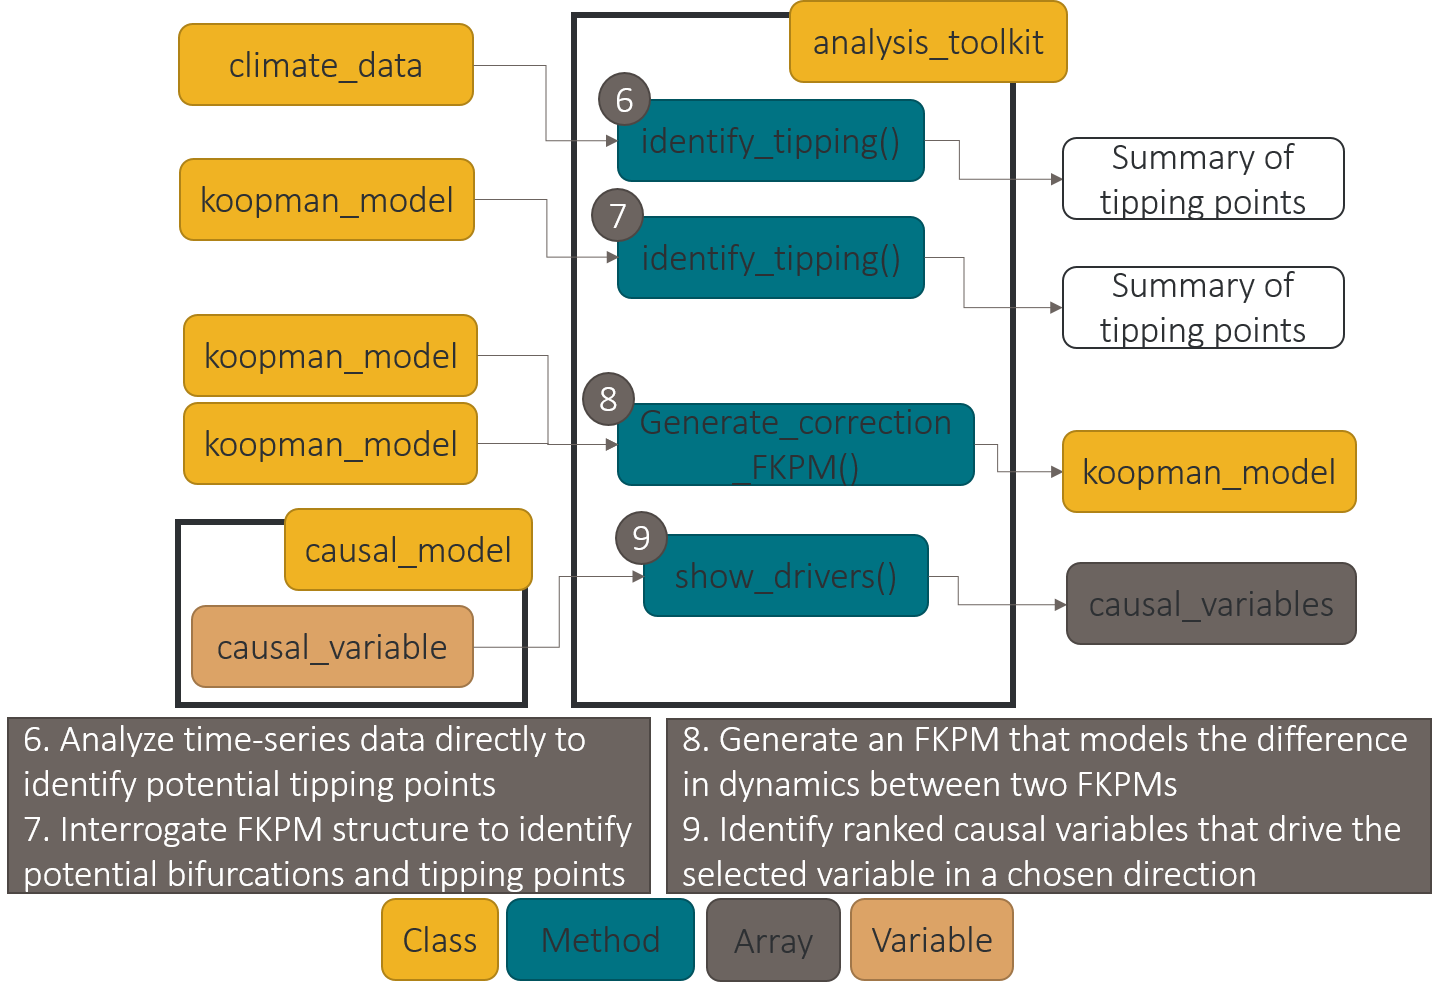 analysis_toolkit
climate_data
6
identify_tipping()
Summary of
tipping points
koopman_model
7
identify_tipping()
Summary of
tipping points
koopman_model
koopman_model
8
Generate_correction
_FKPM()
koopman_model
causal_model
causal_variable
9
show_drivers()
causal_variables
6. Analyze time-series data directly to
identify potential tipping points
7. Interrogate FKPM structure to identify
potential bifurcations and tipping points
8. Generate an FKPM that models the difference
in dynamics between two FKPMs
9. Identify ranked causal variables that drive the
selected variable in a chosen direction
Class
Method
Array
Variable